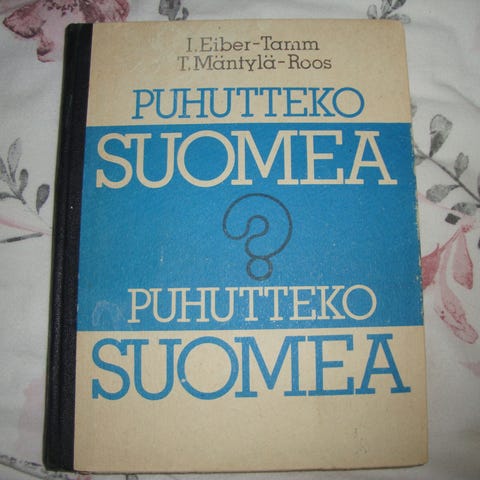 I. Eiber-Tamm
T. Mäntylä-Roos
PUHUTTEKO
SUOMEA
?
PUHUTTEKO
SUOMEA